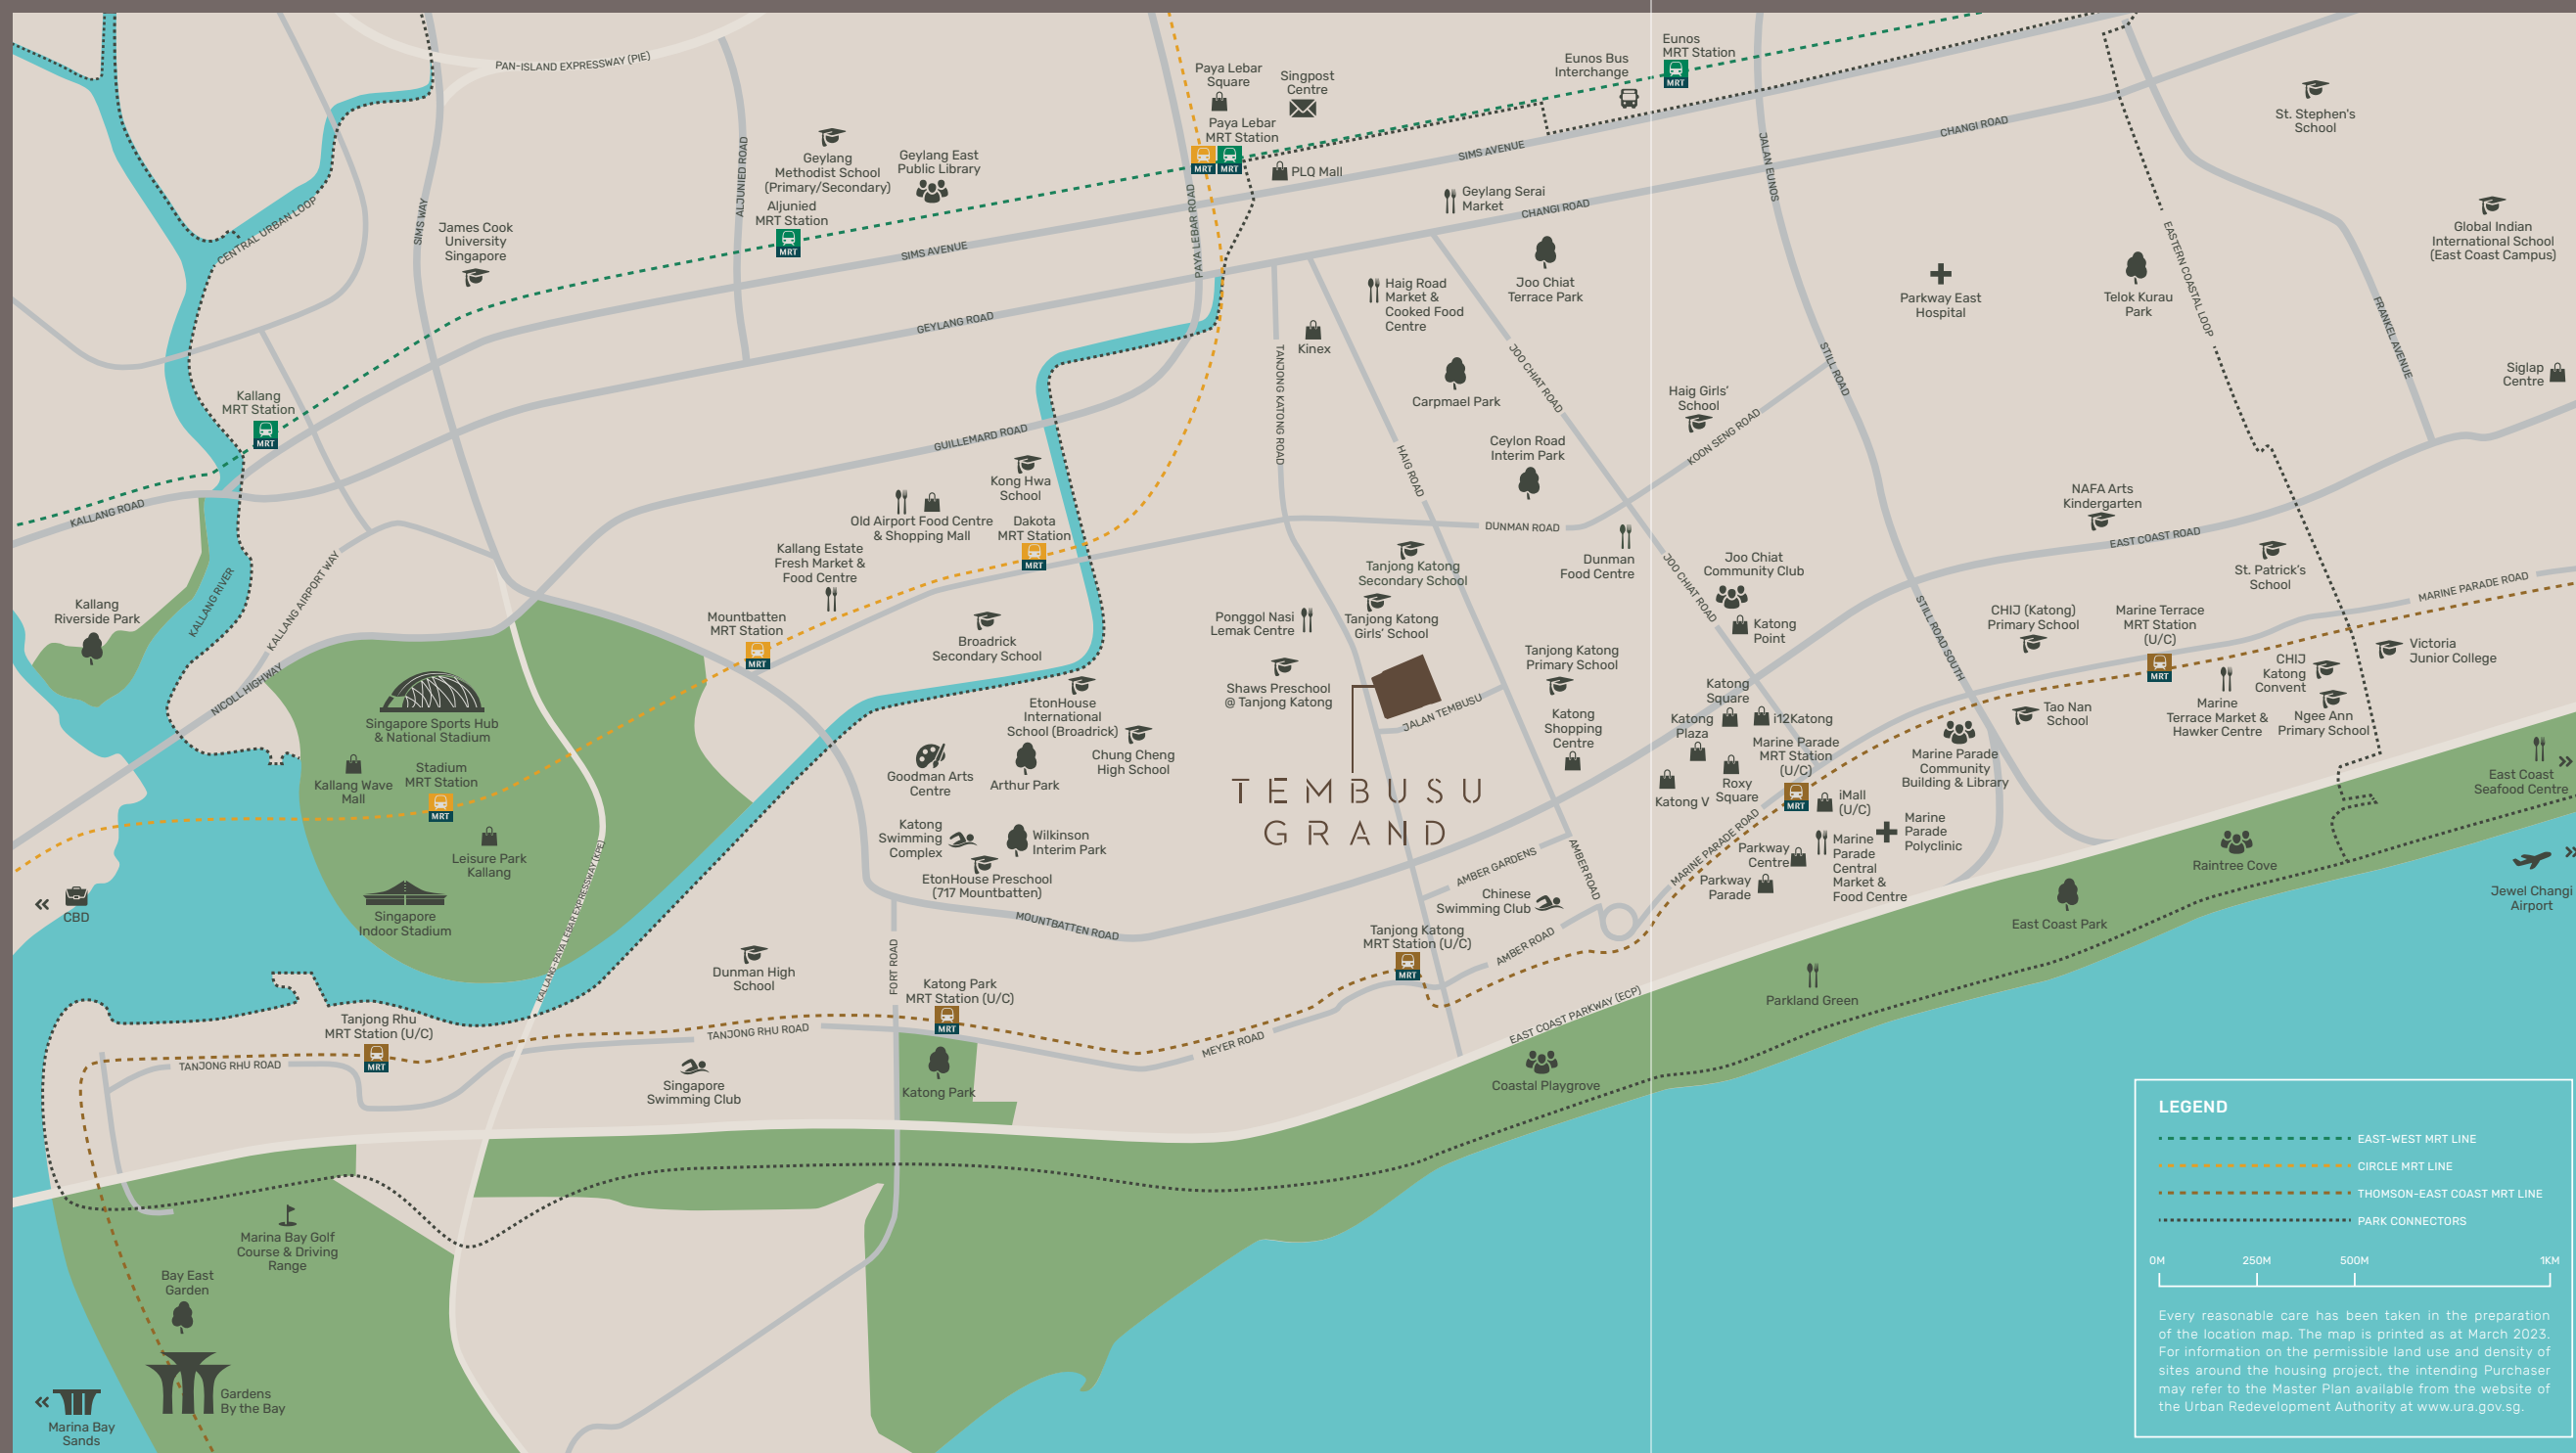 PAN-ISLAND EXPRESSWAY (PIE)
Eunos
MRT Station
MRT
Eunos Bus
Interchange
Paya Lebar
Square
Singpost
Centre
Paya Lebar
MRT Station
MRT
MRT
PLQ Mall
SIMS AVENUE
CHANGI ROAD
St. Stephen's
School
JALAN EUNOS
ALJUNIED ROAD
Geylang
Methodist School
(Primary/Secondary)
Geylang East
Public Library
Aljunied
MRT Station
MRT
Geylang Serai
Market
CHANGI ROAD
PAYA LEBAR ROAD
CENTRAL URBAN LOOP
SIMS WAY
James Cook
University
Singapore
SIMS AVENUE
Global Indian
International School
(East Coast Campus)
EASTERN COASTAL LOOP
Joo Chiat
Terrace Park
Haig Road
Market &
Cooked Food
Centre
Parkway East
Hospital
Telok Kurau
Park
GEYLANG ROAD
Kinex
TANJONG KATONG ROAD
JOO CHIAT ROAD
STILL ROAD
FRANKEL AVENUE
Siglap
Centre
Carpmael Park
Haig Girls'
School
KOON SENG ROAD
Kallang
MRT Station
MRT
GUILLEMARD ROAD
HAIG ROAD
Ceylon Road
Interim Park
Kong Hwa
School
KALLANG ROAD
Old Airport Food Centre
& Shopping Mall
Dakota
MRT Station
MRT
DUNMAN ROAD
NAFA Arts
Kindergarten
EAST COAST ROAD
Kallang Estate
Fresh Market &
Food Centre
Tanjong Katong
Secondary School
Dunman
Food Centre
Joo Chiat
Community Club
JOO CHIAT ROAD
St. Patrick's
School
MARINE PARADE ROAD
Kallang
Riverside Park
KALLANG RIVER
KALLANG AIRPORT WAY
Mountbatten
MRT Station
MRT
Broadrick
Secondary School
Ponggol Nasi
Lemak Centre
Tanjong Katong
Girls' School
Katong
Point
STILL ROAD SOUTH
CHIJ (Katong)
Primary School
Marine Terrace
MRT Station
(U/C)
MRT
Victoria
Junior College
Tanjong Katong
Primary School
CHIJ
Katong
Convent
NICOLL HIGHWAY
Shaws Preschool
@ Tanjong Katong
JALAN TEMBUSU
Katong
Square
i12Katong
Katong
Plaza
Tao Nan
School
Marine
Terrace Market &
Hawker Centre
Ngee Ann
Primary School
Singapore Sports Hub
& National Stadium
EtonHouse
International
School (Broadrick)
Chung Cheng
High School
Katong
Shopping
Centre
Marine Parade
MRT Station
(U/C)
MRT
Marine Parade
Community
Building & Library
Kallang Wave
Mall
Stadium
MRT Station
MRT
Goodman Arts
Centre
Arthur Park
TEMBUSU
GRAND
Katong V
Roxy
Square
iMall
(U/C)
East Coast
Seafood Centre
Katong
Swimming
Complex
Wilkinson
Interim Park
MARINE PARADE ROAD
Marine
Parade
Polyclinic
Marine
Parade
Central
Market &
Food Centre
Parkway
Centre
Parkway
Parade
Raintree Cove
Leisure Park
Kallang
EtonHouse Preschool
(717 Mountbatten)
AMBER GARDENS
AMBER ROAD
Chinese
Swimming Club
Jewel Changi
Airport
CBD
Singapore
Indoor Stadium
KALLANG-PAYA LEBAR EXPRESSWAY (KPE)
MOUNTBATTEN ROAD
East Coast Park
Tanjong Katong
MRT Station (U/C)
MRT
AMBER ROAD
Dunman High
School
FORT ROAD
Katong Park
MRT Station (U/C)
MRT
EAST COAST PARKWAY (ECP)
Parkland Green
Tanjong Rhu
MRT Station (U/C)
MRT
TANJONG RHU ROAD
TANJONG RHU ROAD
MEYER ROAD
Singapore
Swimming Club
Katong Park
Coastal Playgrove
Marina Bay Golf
Course & Driving
Range
Bay East
Garden
Gardens
By the Bay
Marina Bay
Sands
LEGEND
EAST-WEST MRT LINE
CIRCLE MRT LINE
THOMSON-EAST COAST MRT LINE
PARK CONNECTORS
0M 250M 500M 1KM
Every reasonable care has been taken in the preparation
of the location map. The map is printed as at March 2023.
For information on the permissible land use and density of
sites around the housing project, the intending Purchaser
may refer to the Master Plan available from the website of
the Urban Redevelopment Authority at www.ura.gov.sg.